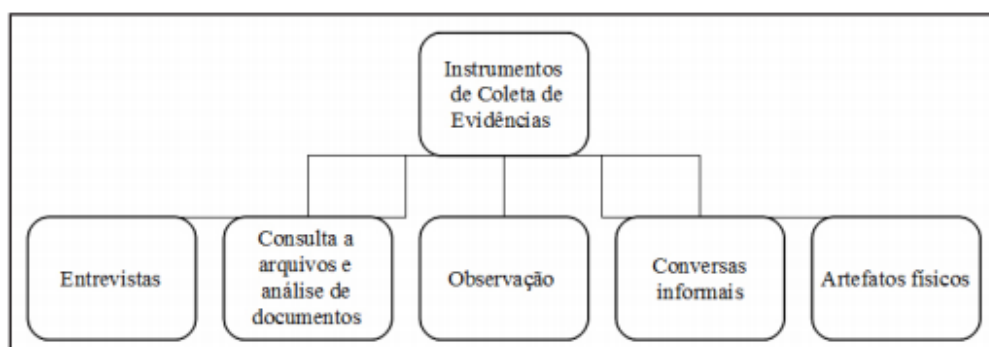 Instrumentos
de Coleta de
Evidências
Entrevistas
Consulta a
arquivos e
análise de
documentos
Observação
Conversas
informais
Artefatos físicos